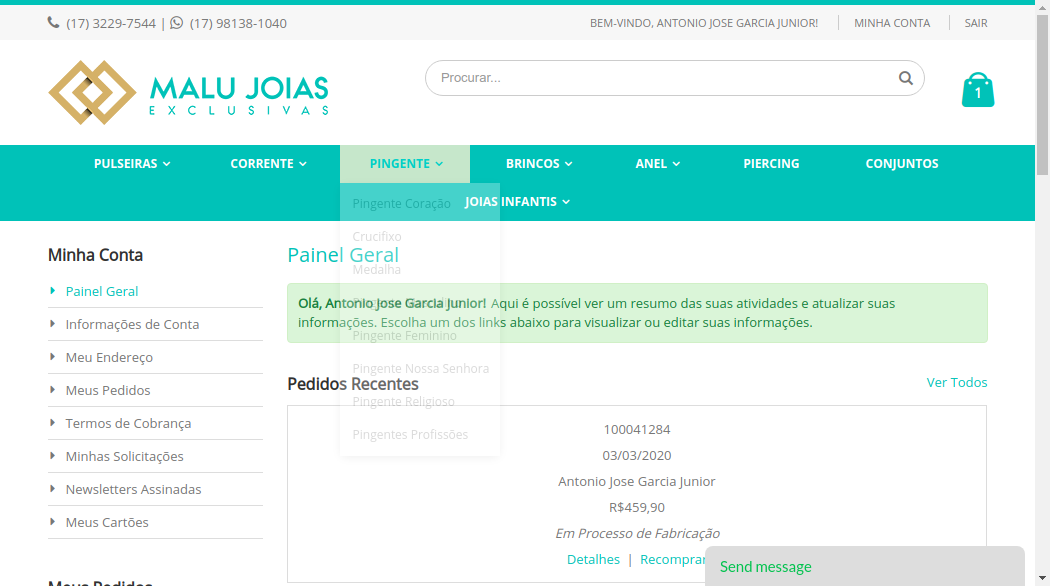 (17) 3229-7544 | (17) 98138-1040
BEM-VINDO, ANTONIO JOSE GARCIA JUNIOR!
MINHA CONTA
SAIR
MALU JOIAS
EXCLUSIVAS
Procurar...
1
PULSEIRAS
CORRENTE
PINGENTE
BRINCOS
ANEL
PIERCING
CONJUNTOS
JOIAS INFANTIS
Pingente Coração
Crucifixo
Medalha
Pingente Feminino
Pingente Nossa Senhora
Pingente Religioso
Pingentes Profissões
Minha Conta
Painel Geral
Informações de Conta
Meu Endereço
Meus Pedidos
Termos de Cobrança
Minhas Solicitações
Newsletters Assinadas
Meus Cartões
Meus Pedidos
Painel Geral
Olá, Antonio Jose Garcia Junior! Aqui é possível ver um resumo das suas atividades e atualizar suas
informações. Escolha um dos links abaixo para visualizar ou editar suas informações.
Pedidos Recentes
Ver Todos
100041284
03/03/2020
Antonio Jose Garcia Junior
R$459,90
Em Processo de Fabricação
Detalhes | Recomprar
Send message